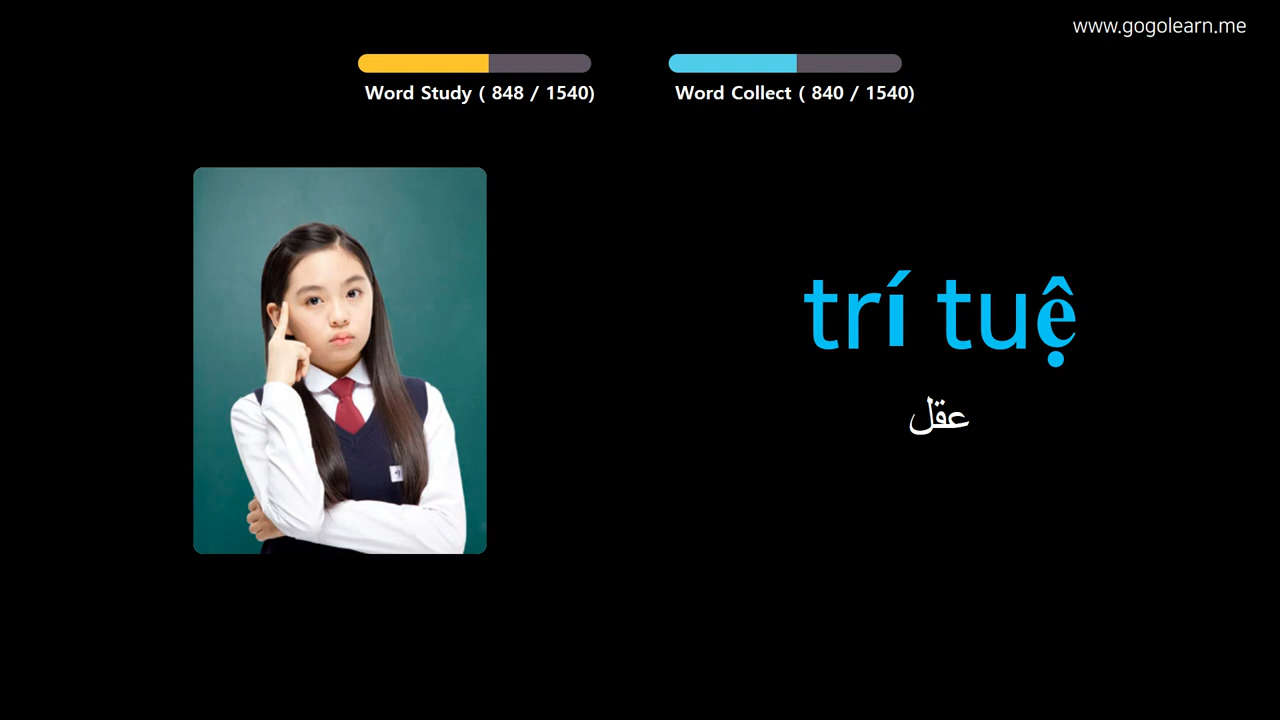 www.gogolearn.me
Word Study ( 848 / 1540)
Word Collect ( 840 / 1540)
trí tuệ
عقل